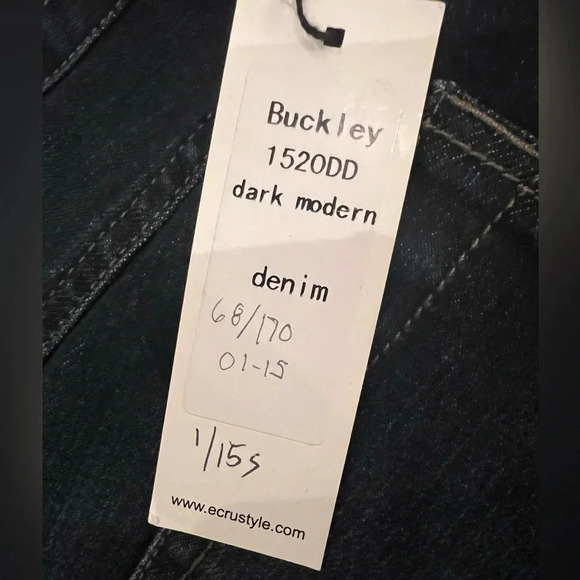 Buckley
1520DD
dark modern
denim
68/170
01-15
1/15s
www.ecrustyle.com